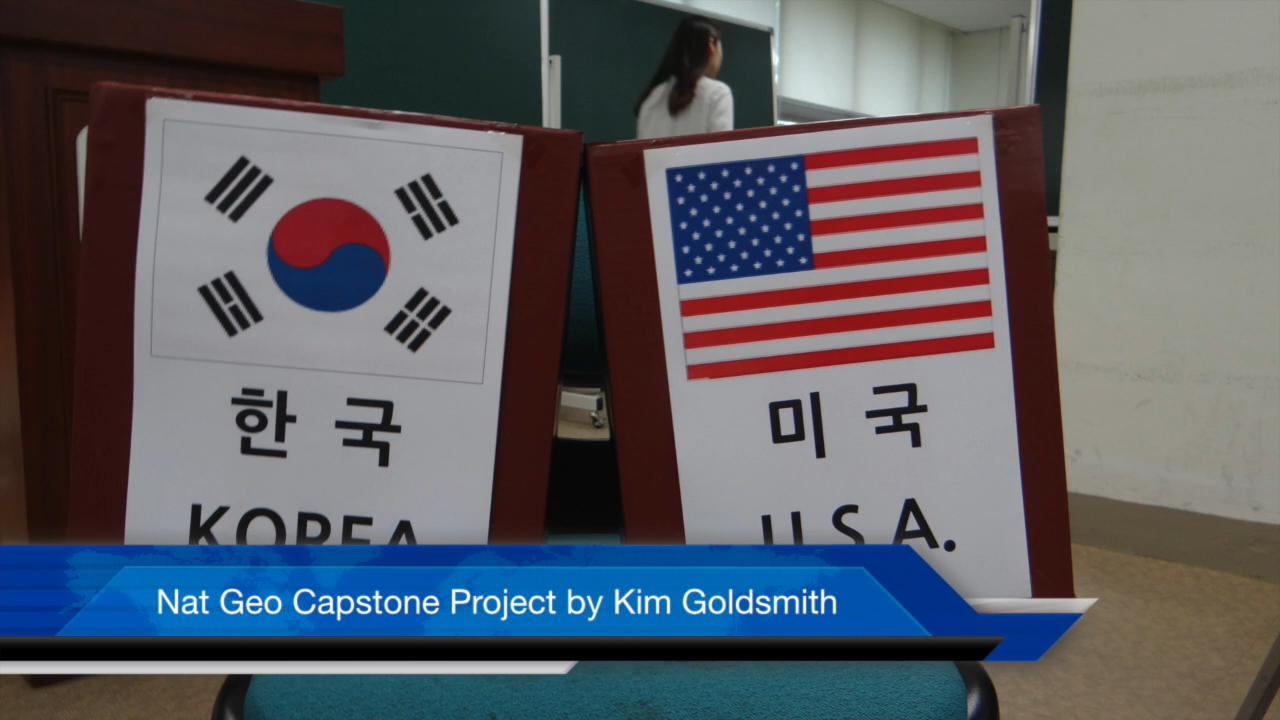 한국
KOREA
미국
U.S.A.
Nat Geo Capstone Project by Kim Goldsmith